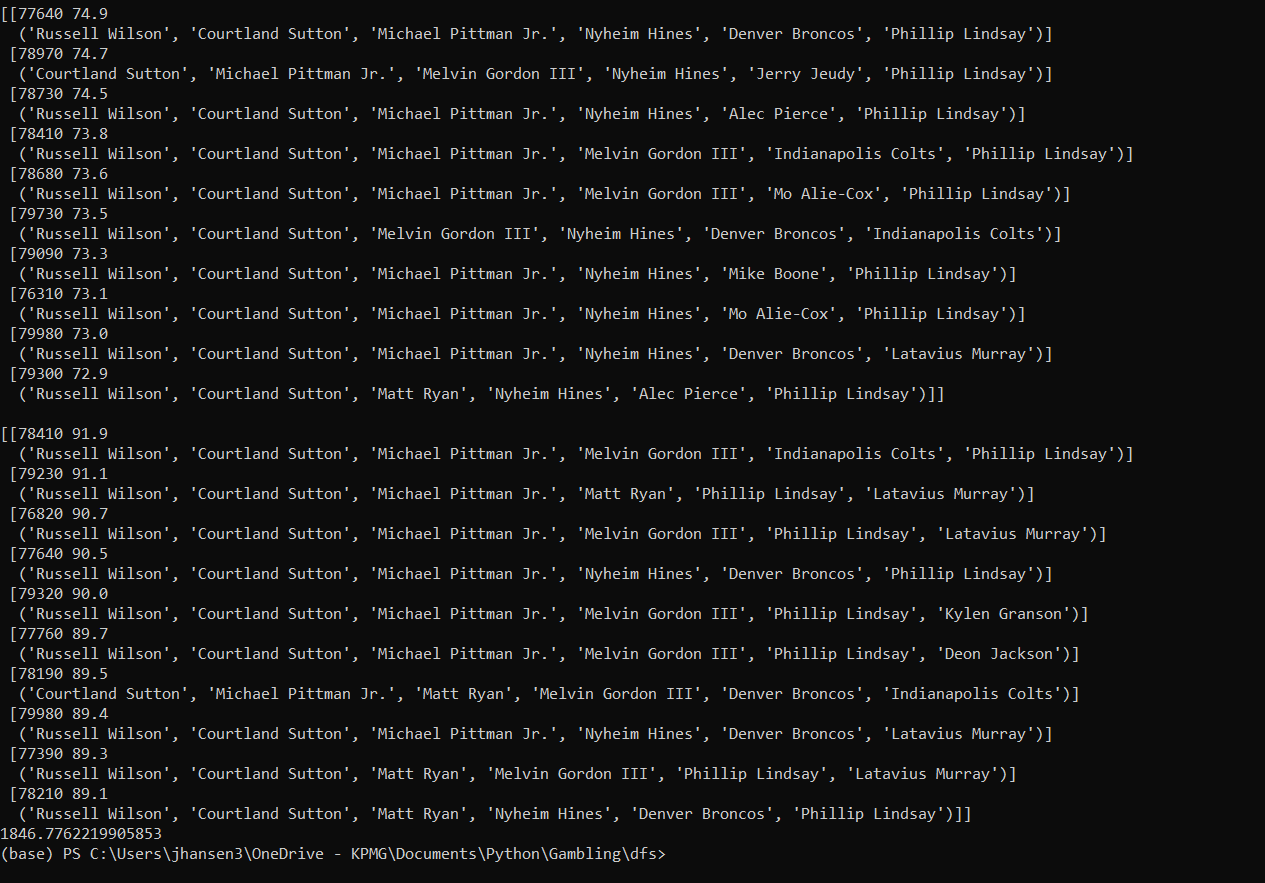 [[77640 74.9
('Russell Wilson', 'Courtland Sutton', 'Michael Pittman Jr.', 'Nyheim Hines', 'Denver Broncos', 'Phillip Lindsay')]
[78970 74.7
('Courtland Sutton', 'Michael Pittman Jr.', 'Melvin Gordon III', 'Nyheim Hines', 'Jerry Jeudy', 'Phillip Lindsay')]
[78730 74.5
('Russell Wilson', 'Courtland Sutton', 'Michael Pittman Jr.', 'Nyheim Hines', 'Alec Pierce', 'Phillip Lindsay')]
[78410 73.8
('Russell Wilson', 'Courtland Sutton', 'Michael Pittman Jr.', 'Melvin Gordon III', 'Indianapolis Colts', 'Phillip Lindsay')]
[78680 73.6
('Russell Wilson', 'Courtland Sutton', 'Michael Pittman Jr.', 'Melvin Gordon III', 'Mo Alie-Cox', 'Phillip Lindsay')]
[79730 73.5
('Russell Wilson', 'Courtland Sutton', 'Melvin Gordon III', 'Nyheim Hines', 'Denver Broncos', 'Indianapolis Colts')]
[79090 73.3
('Russell Wilson', 'Courtland Sutton', 'Michael Pittman Jr.', 'Nyheim Hines', 'Mike Boone', 'Phillip Lindsay')]
[76310 73.1
('Russell Wilson', 'Courtland Sutton', 'Michael Pittman Jr.', 'Nyheim Hines', 'Mo Alie-Cox', 'Phillip Lindsay')]
[79980 73.0
('Russell Wilson', 'Courtland Sutton', 'Michael Pittman Jr.', 'Nyheim Hines', 'Denver Broncos', 'Latavius Murray')]
[79300 72.9
('Russell Wilson', 'Courtland Sutton', 'Matt Ryan', 'Nyheim Hines', 'Alec Pierce', 'Phillip Lindsay')]]
[[78410 91.9
('Russell Wilson', 'Courtland Sutton', 'Michael Pittman Jr.', 'Melvin Gordon III', 'Indianapolis Colts', 'Phillip Lindsay')]
[79230 91.1
('Russell Wilson', 'Courtland Sutton', 'Michael Pittman Jr.', 'Matt Ryan', 'Phillip Lindsay', 'Latavius Murray')]
[76820 90.7
('Russell Wilson', 'Courtland Sutton', 'Michael Pittman Jr.', 'Melvin Gordon III', 'Phillip Lindsay', 'Latavius Murray')]
[77640 90.5
('Russell Wilson', 'Courtland Sutton', 'Michael Pittman Jr.', 'Nyheim Hines', 'Denver Broncos', 'Phillip Lindsay')]
[79320 90.0
('Russell Wilson', 'Courtland Sutton', 'Michael Pittman Jr.', 'Melvin Gordon III', 'Phillip Lindsay', 'Kylen Granson')]
[77760 89.7
('Russell Wilson', 'Courtland Sutton', 'Michael Pittman Jr.', 'Melvin Gordon III', 'Phillip Lindsay', 'Deon Jackson')]
[78190 89.5
('Courtland Sutton', 'Michael Pittman Jr.', 'Matt Ryan', 'Melvin Gordon III', 'Denver Broncos', 'Indianapolis Colts')]
[79980 89.4
('Russell Wilson', 'Courtland Sutton', 'Michael Pittman Jr.', 'Nyheim Hines', 'Denver Broncos', 'Latavius Murray')]
[77390 89.3
('Russell Wilson', 'Courtland Sutton', 'Matt Ryan', 'Melvin Gordon III', 'Phillip Lindsay', 'Latavius Murray')]
[78210 89.1
('Russell Wilson', 'Courtland Sutton', 'Matt Ryan', 'Nyheim Hines', 'Denver Broncos', 'Phillip Lindsay')]]
1846.7762219905853
(base) PS C:\Users\jhansen3\OneDrive - KPMG\Documents\Python\Gambling\dfs>